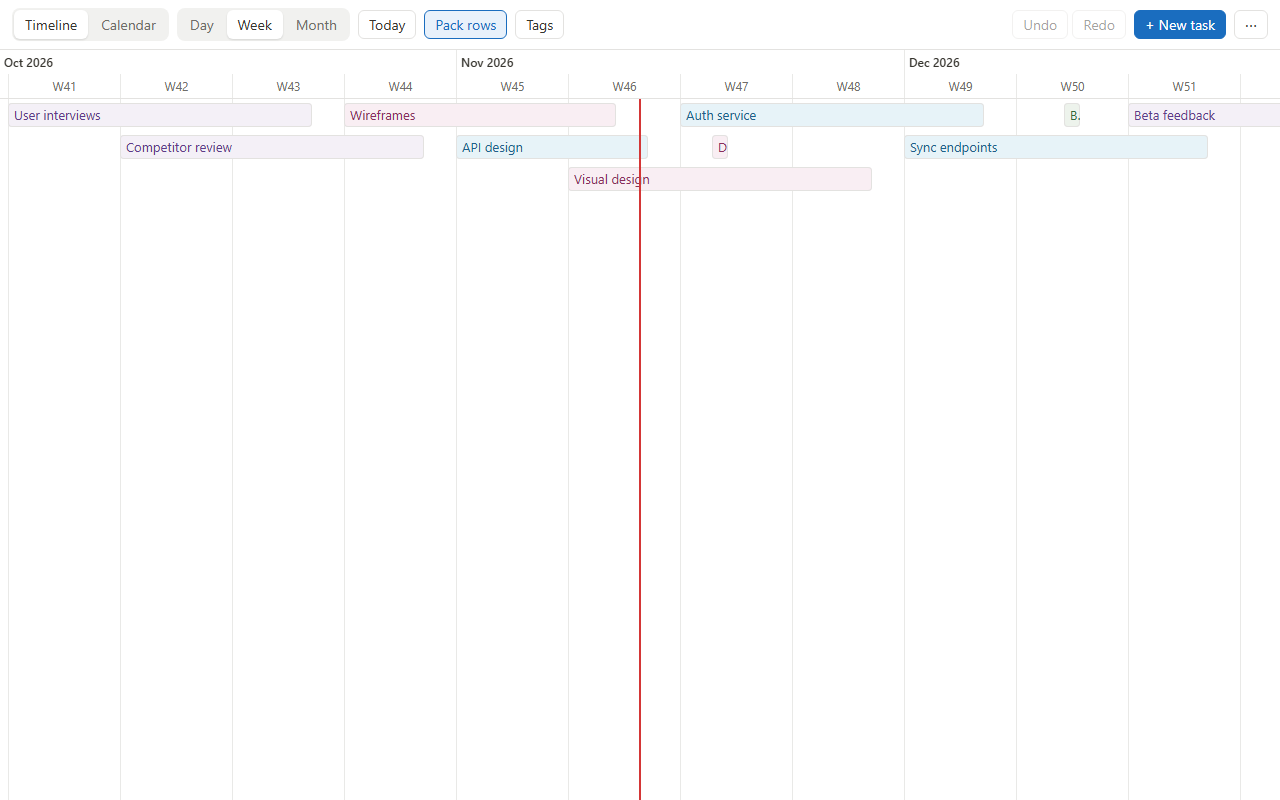 Timeline Calendar Day Week Month Today Pack rows Tags Undo Redo + New task ...
Oct 2026 Nov 2026 Dec 2026
W41 W42 W43 W44 W45 W46 W47 W48 W49 W50 W51
User interviews Wireframes Auth service B. Beta feedback
Competitor review API design D Sync endpoints
Visual design